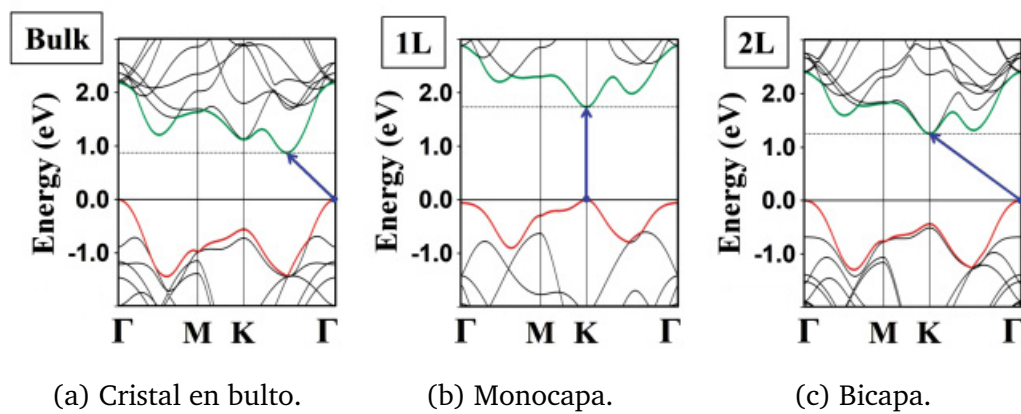 Bulk
1L
2L
Energy (eV)
2.0
1.0
0.0
-1.0
Γ M K Γ
Energy (eV)
2.0
1.0
0.0
-1.0
Γ M K Γ
Energy (eV)
2.0
1.0
0.0
-1.0
Γ M K Γ
(a) Cristal en bulto.
(b) Monocapa.
(c) Bicapa.